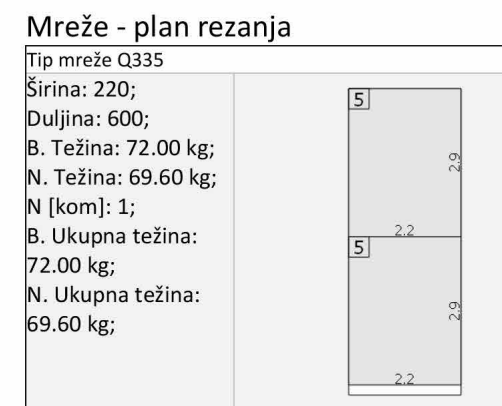 Mreže - plan rezanja
Tip mreže Q335
Širina: 220;
Duljina: 600;
B. Težina: 72.00 kg;
N. Težina: 69.60 kg;
N [kom]: 1;
B. Ukupna težina:
72.00 kg;
N. Ukupna težina:
69.60 kg;
5
2.9
2.2
5
2.9
2.2